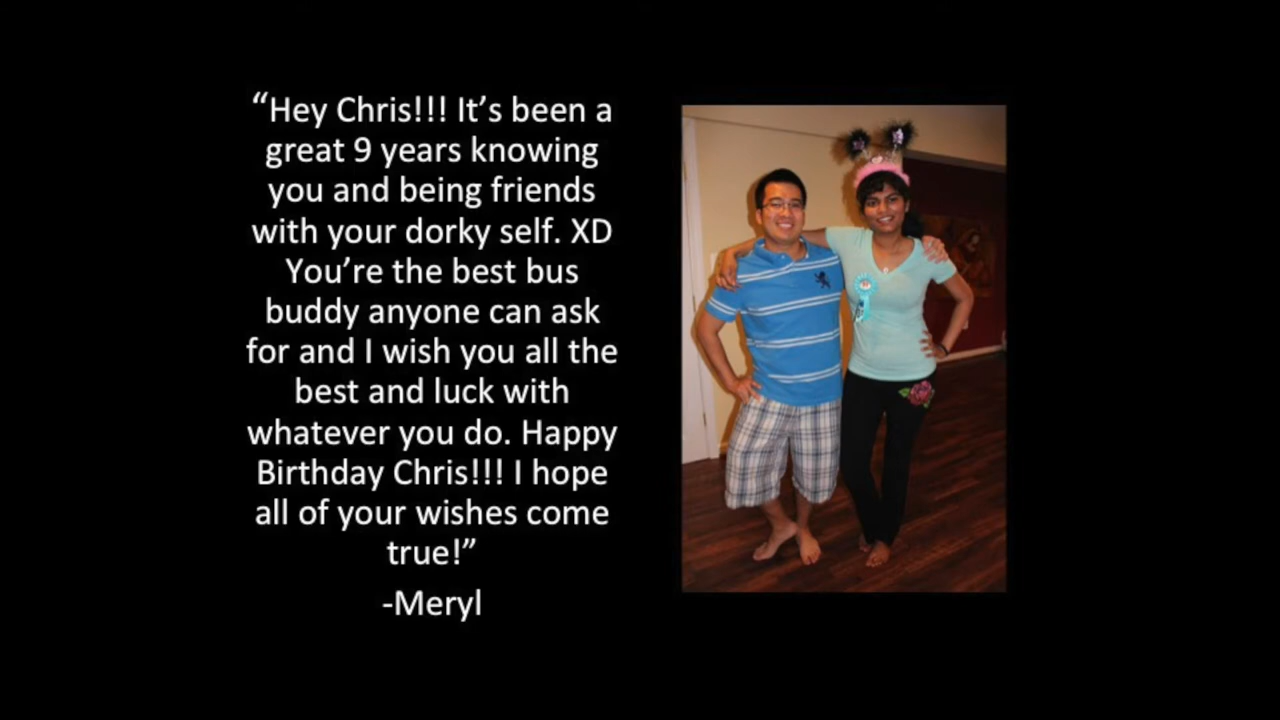 “Hey Chris!!! It’s been a
great 9 years knowing
you and being friends
with your dorky self. XD
You’re the best bus
buddy anyone can ask
for and I wish you all the
best and luck with
whatever you do. Happy
Birthday Chris!!! I hope
all of your wishes come
true!”
-Meryl